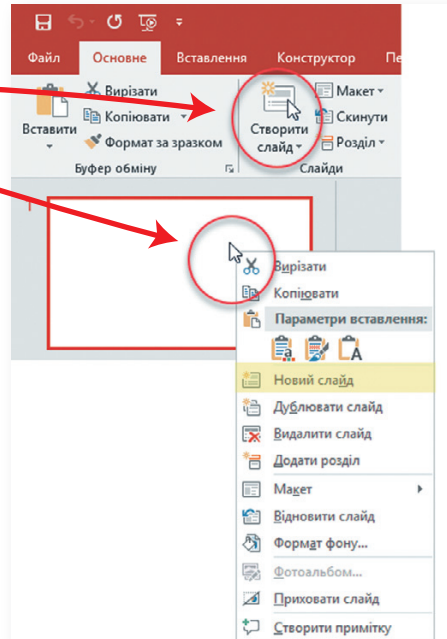 Файл Основне Вставлення Конструктор Пе
Вирізати
Копіювати
Формат за зразком
Вставити
Буфер обміну
Створити
слайд
Макет
Скинути
Розділ
Слайди
1
Вирізати
Копіювати
Параметри вставлення:
Новий слайд
Дублювати слайд
Видалити слайд
Додати розділ
Макет
Відновити слайд
Формат фону...
Фотоальбом...
Приховати слайд
Створити примітку